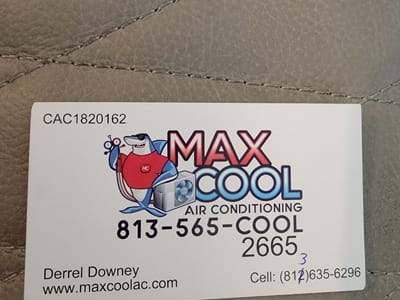 CAC1820162
MC
MAX
COOL
AIR CONDITIONING
813-565-COOL
2665
3
Derrel Downey
Cell: (812)635-6296
www.maxcoolac.com